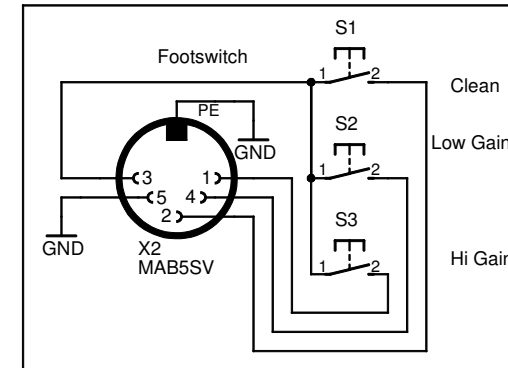 S1
Footswitch
1 2
Clean
PE
S2
GND
Low Gain
3 1
1 2
5 4
2
S3
GND
X2
MAB5SV
1 2
Hi Gain